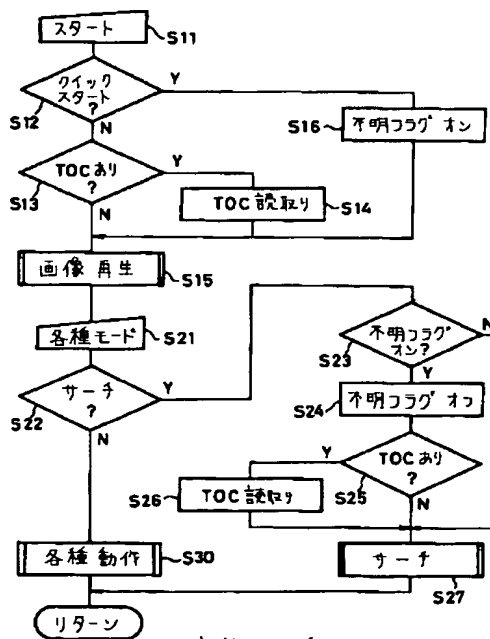 スタート
S11
クイック
スタート
?
Y
S12
N
S16
不明フラグオン
TOCあり
?
Y
S13
N
TOC読取り
S14
画像再生
S15
各種モード
S21
不明フラグ
オン?
N
S23
Y
サーチ
?
Y
S22
N
S24
不明フラグオフ
Y
TOCあり
?
S25
N
S26
TOC読取り
各種動作
S30
サーチ
S27
リターン